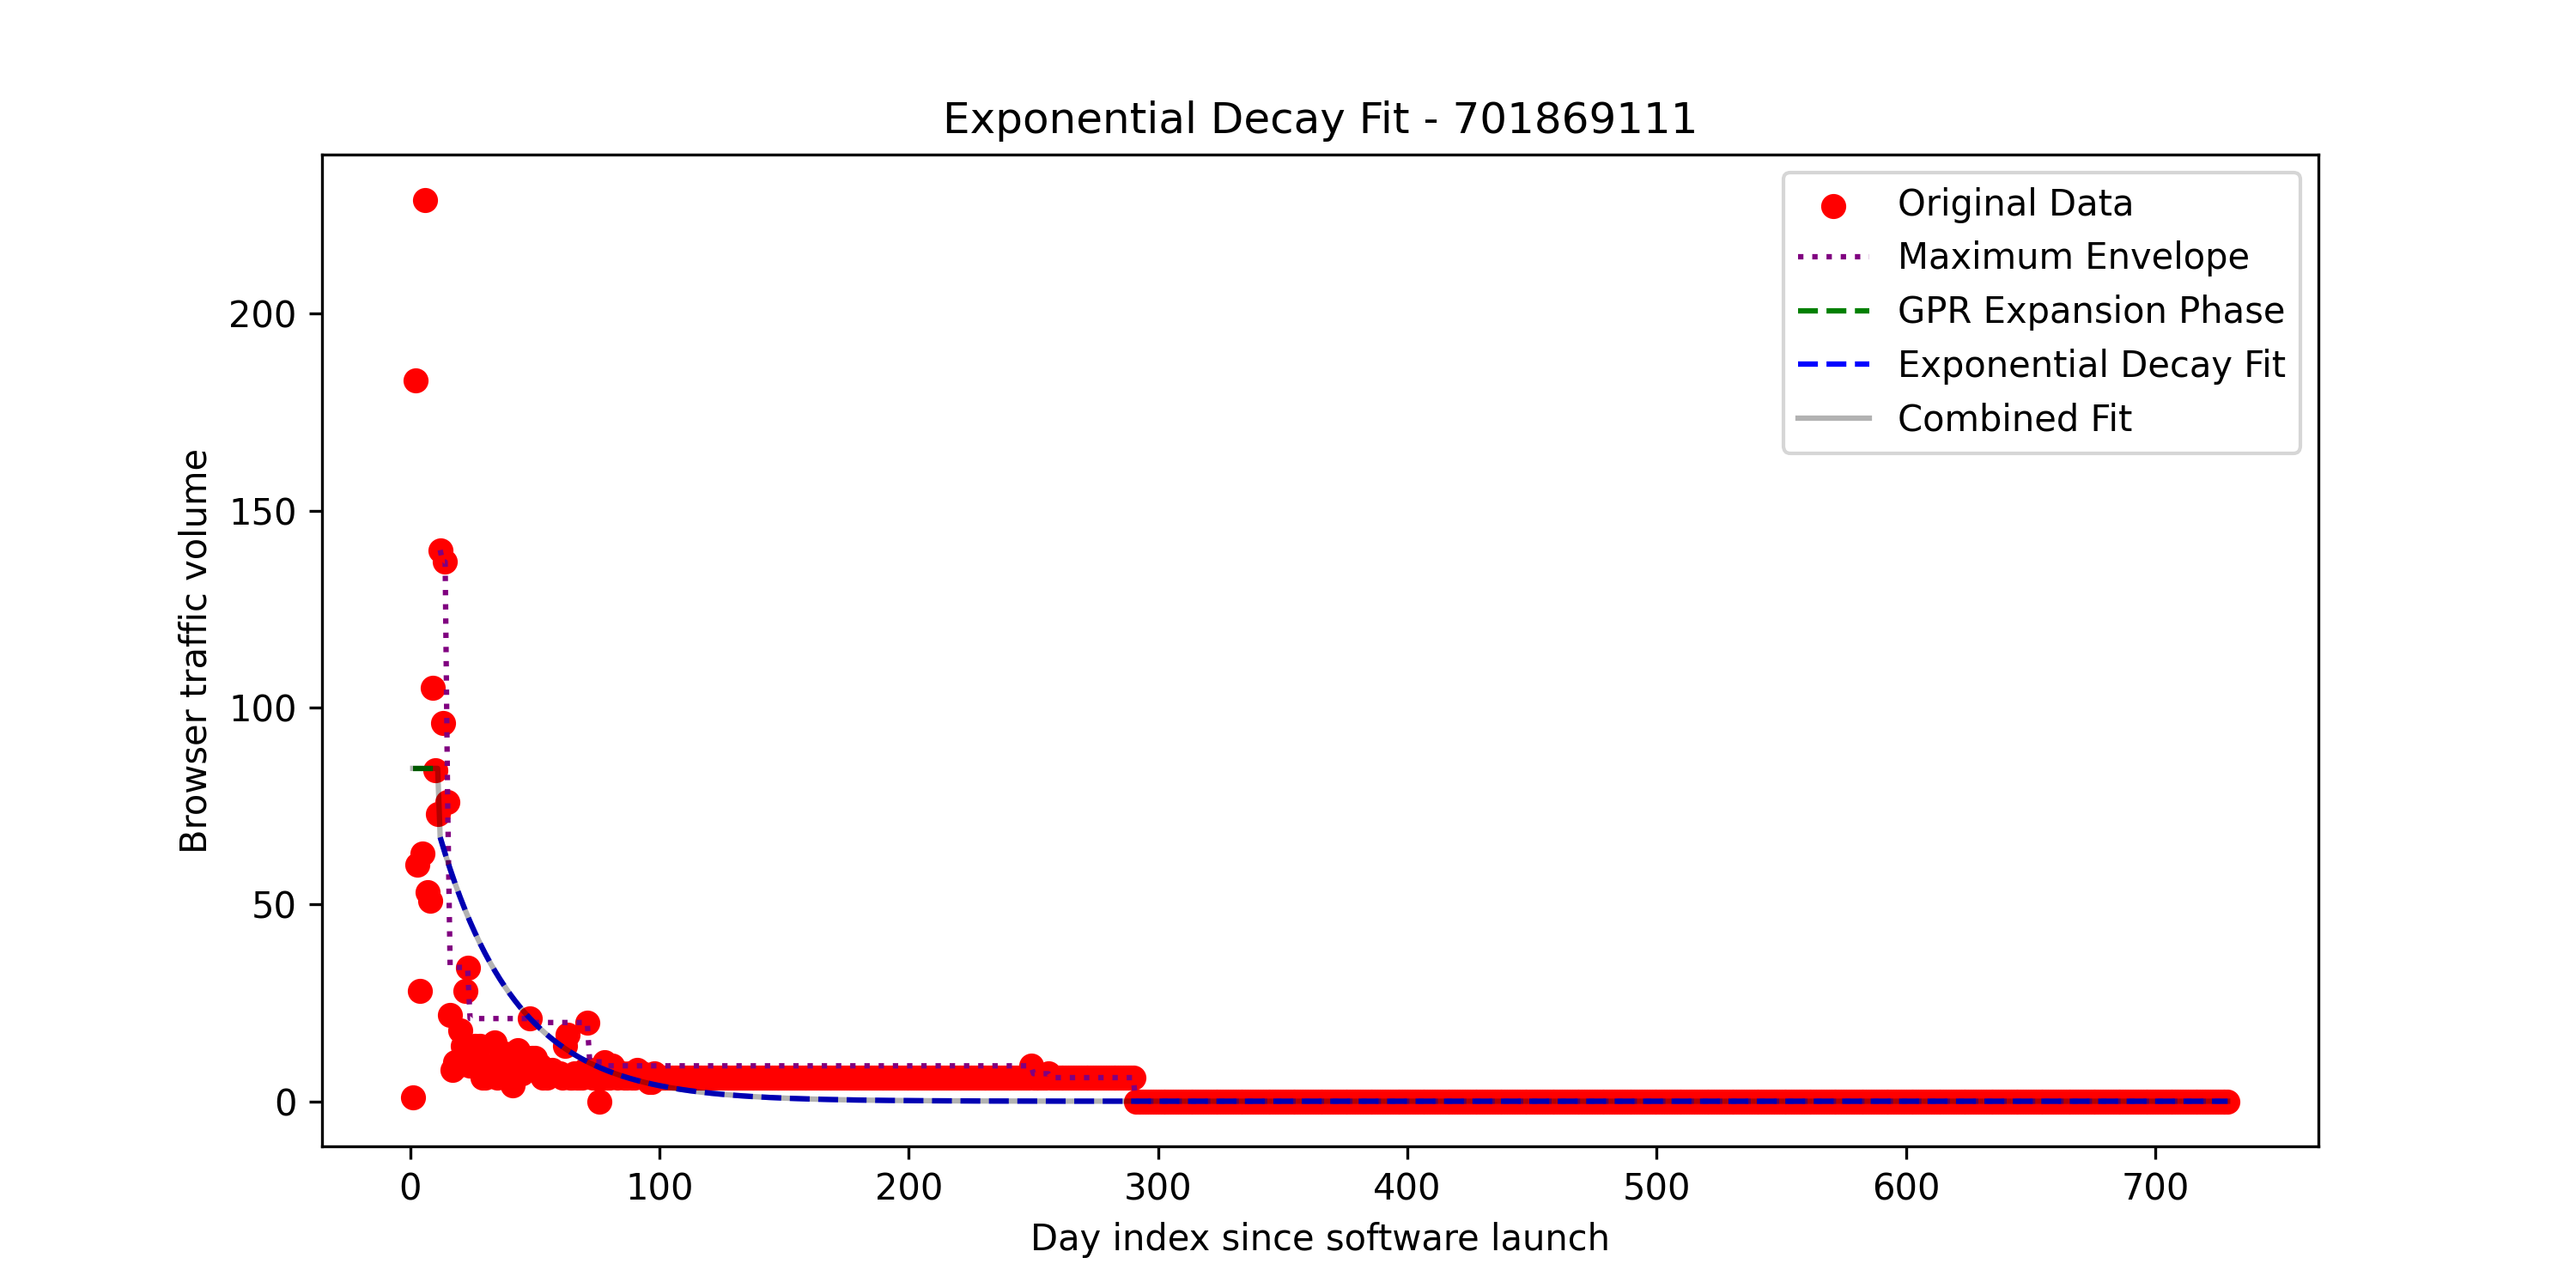 Exponential Decay Fit - 701869111
Original Data
Maximum Envelope
GPR Expansion Phase
Exponential Decay Fit
Combined Fit
Browser traffic volume
200
150
100
50
0
0 100 200 300 400 500 600 700
Day index since software launch